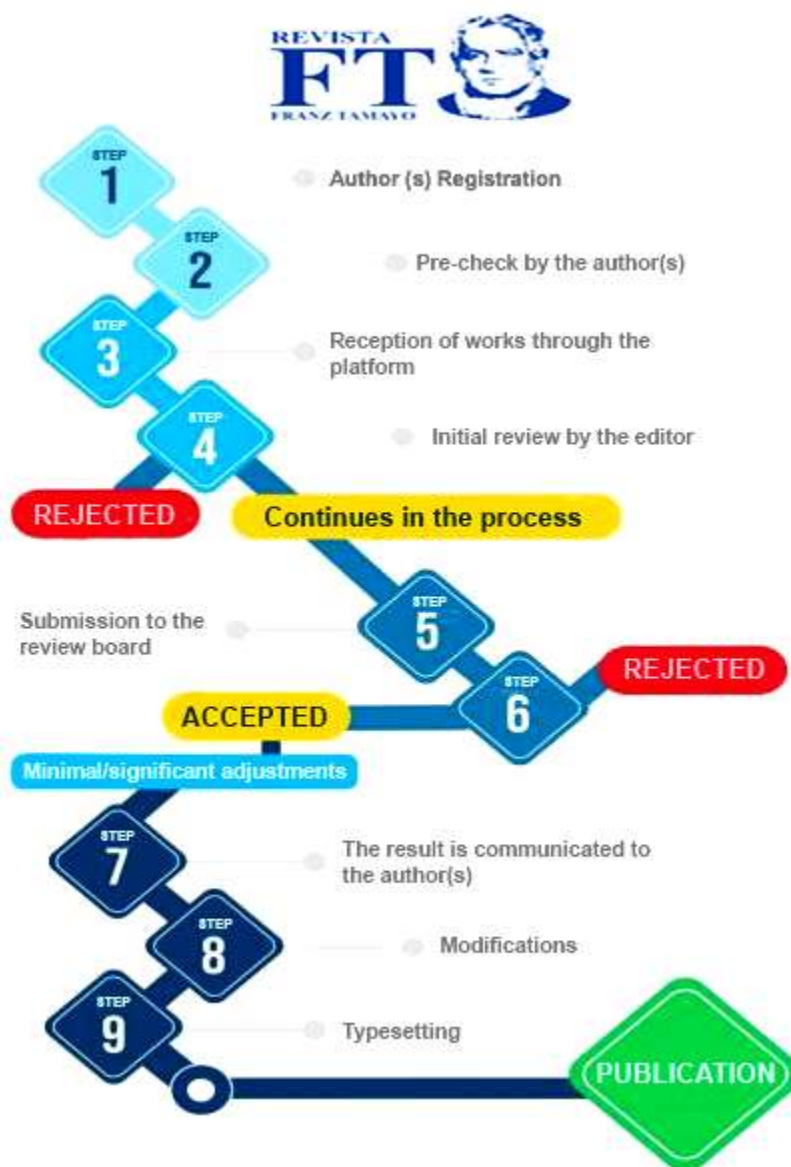 REVISTA
FT
FRANZ TAMAYO
STEP
1
Author (s) Registration
STEP
2
Pre-check by the author(s)
STEP
3
Reception of works through the
platform
STEP
4
Initial review by the editor
REJECTED
Continues in the process
STEP
5
Submission to the
review board
STEP
6
REJECTED
ACCEPTED
Minimal/significant adjustments
STEP
7
The result is communicated to
the author(s)
STEP
8
Modifications
STEP
9
Typesetting
PUBLICATION